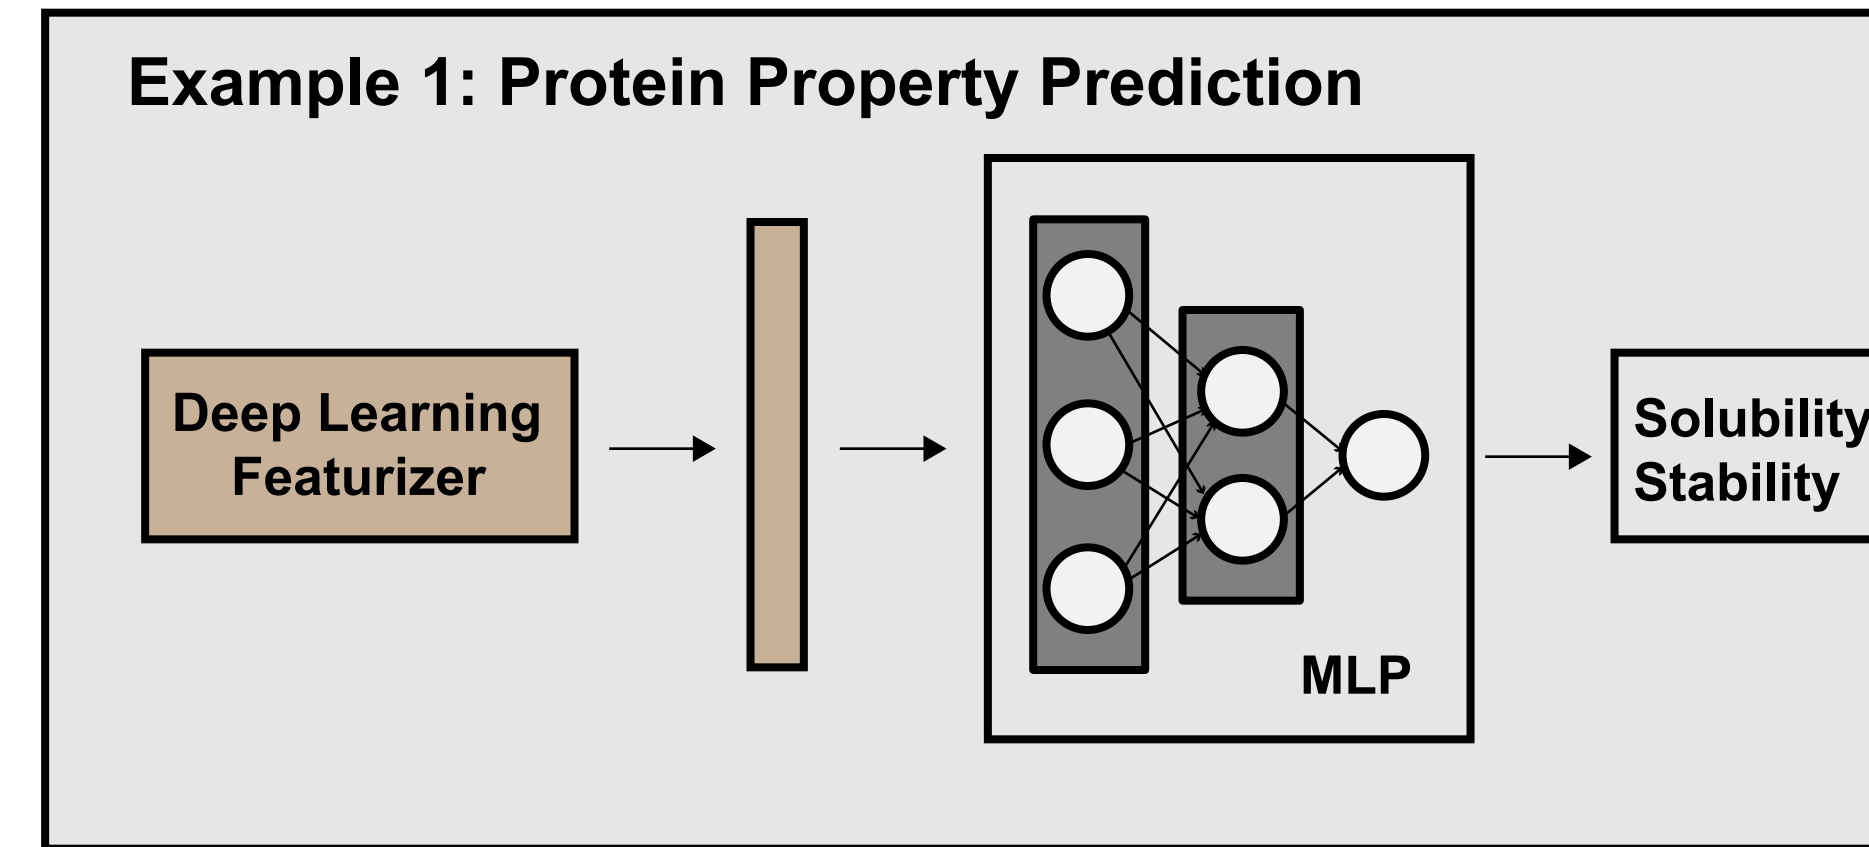 Example 1: Protein Property Prediction
Deep Learning
Featurizer
Solubility
Stability
MLP